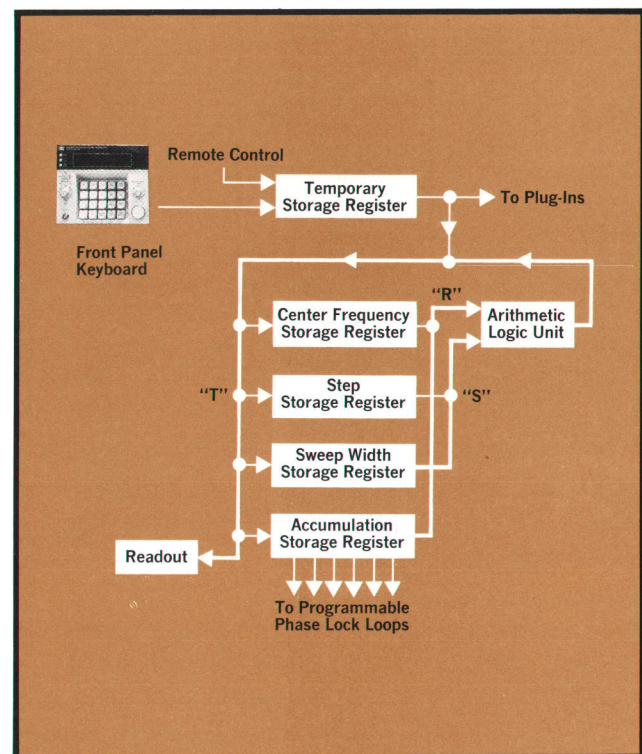 Remote Control
Temporary
Storage Register
To Plug-Ins
Front Panel
Keyboard
"R"
Center Frequency
Storage Register
Arithmetic
Logic Unit
"T"
Step
Storage Register
"S"
Sweep Width
Storage Register
Accumulation
Storage Register
Readout
To Programmable
Phase Lock Loops